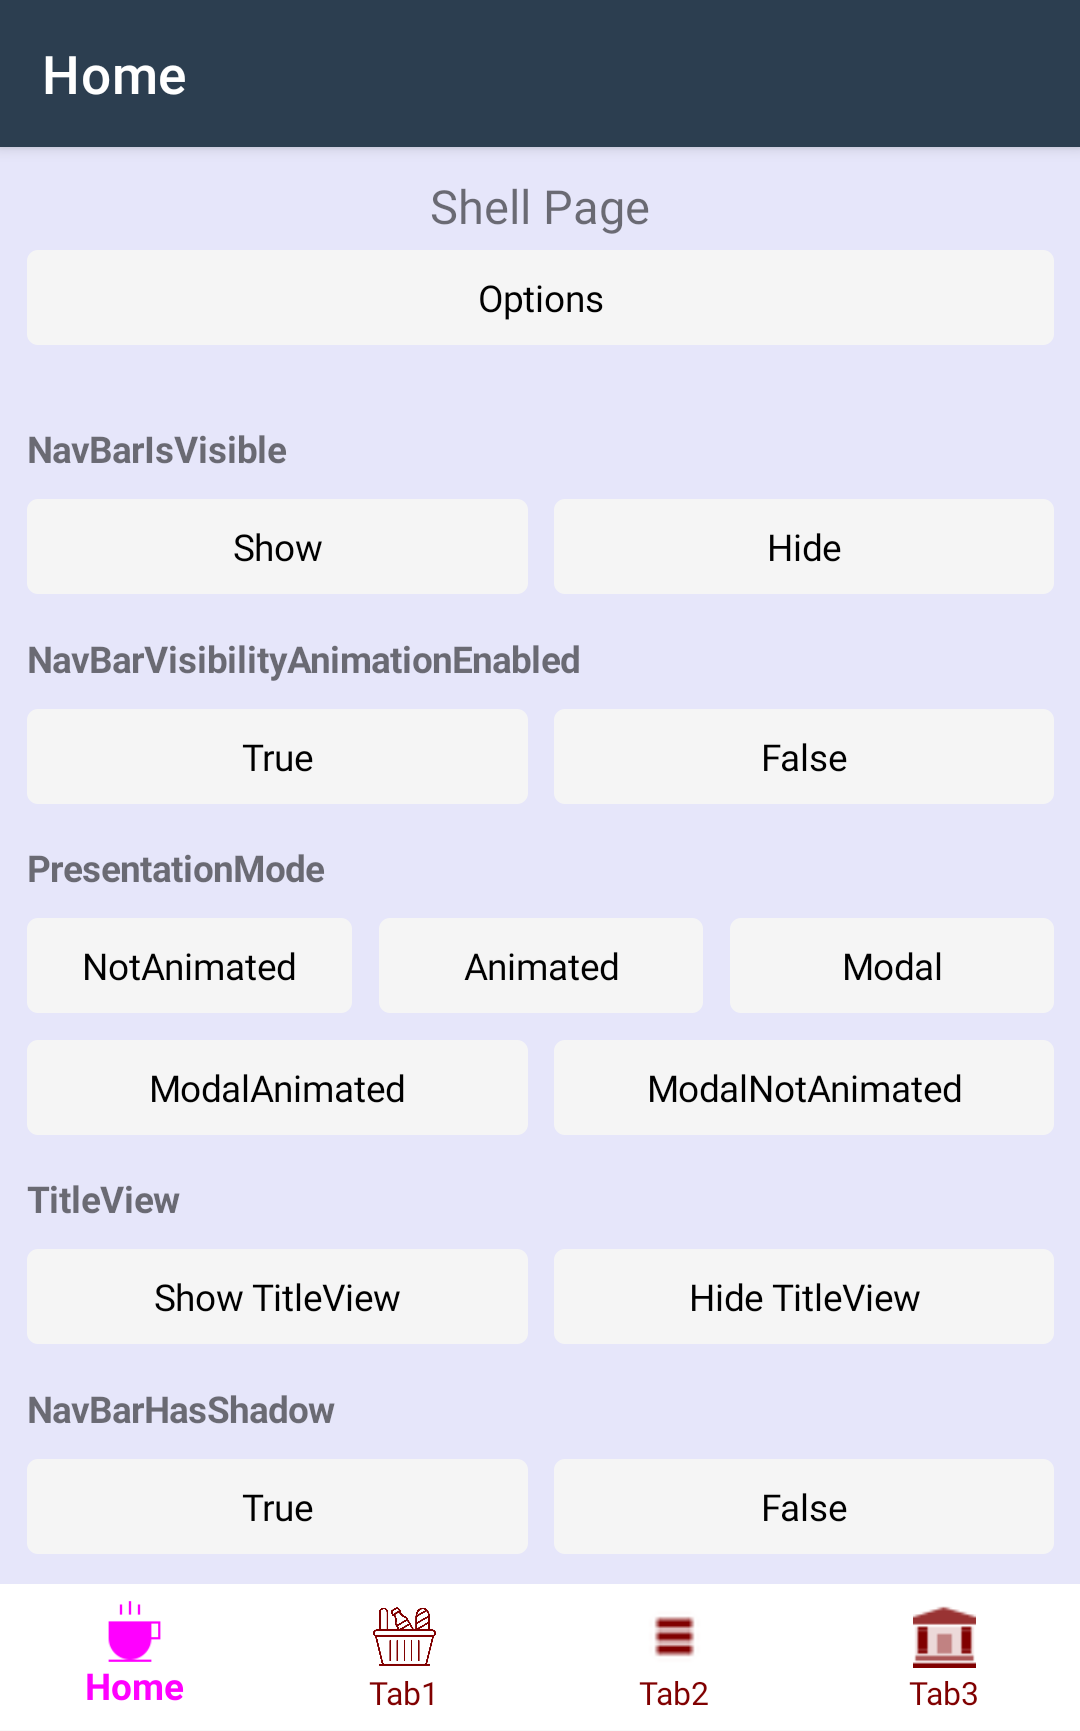 Home
Shell Page
Options
NavBarIsVisible
Show Hide
NavBarVisibilityAnimationEnabled
True False
PresentationMode
NotAnimated Animated Modal
ModalAnimated ModalNotAnimated
TitleView
Show TitleView Hide TitleView
NavBarHasShadow
True False
Home Tab1 Tab2 Tab3